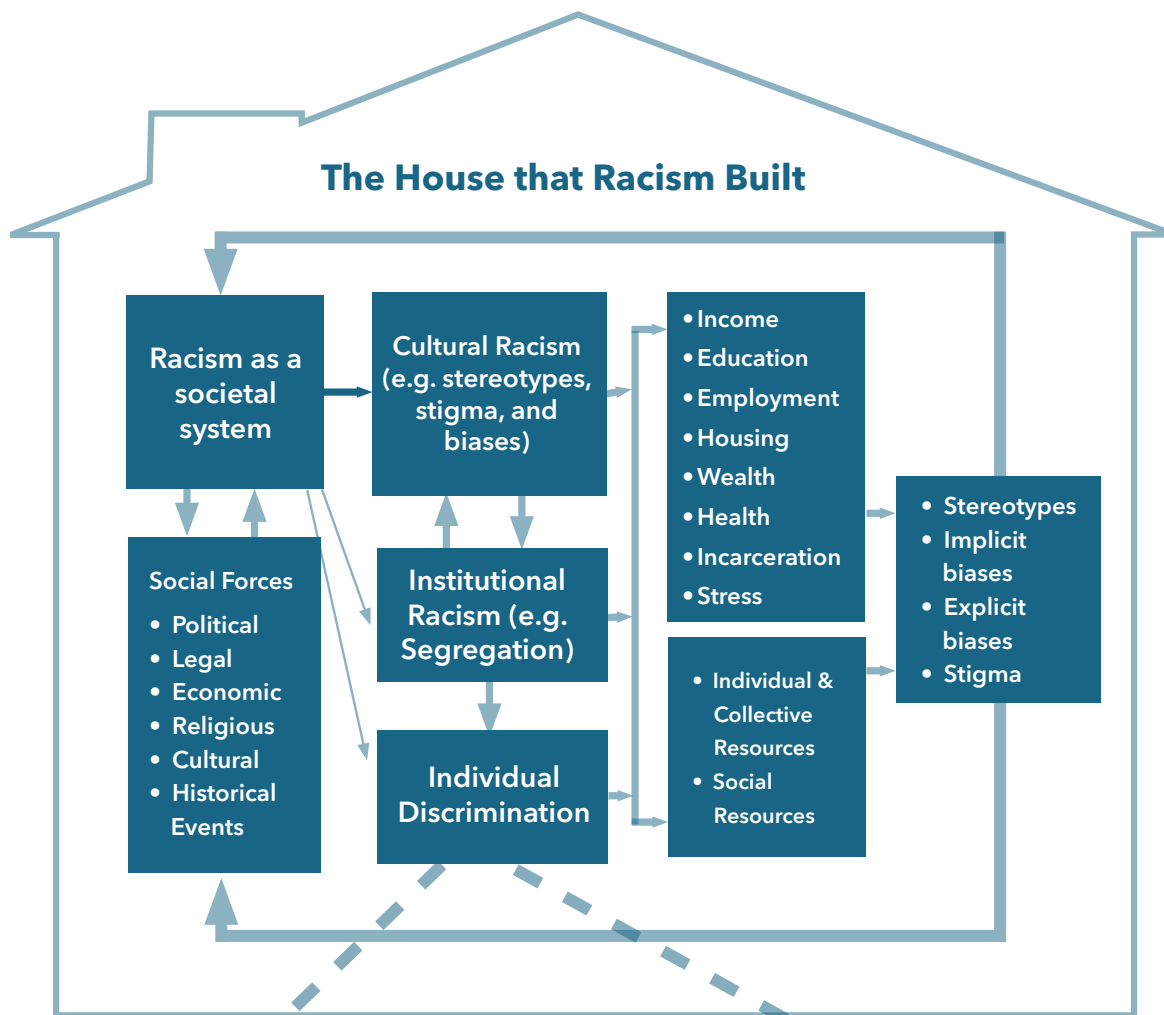 The House that Racism Built
Racism as a
societal
system
Cultural Racism
(e.g. stereotypes,
stigma, and
biases)
• Income
• Education
• Employment
• Housing
• Wealth
• Health
• Incarceration
• Stress
• Stereotypes
• Implicit
biases
• Explicit
biases
• Stigma
Social Forces
• Political
• Legal
• Economic
• Religious
• Cultural
• Historical
Events
Institutional
Racism (e.g.
Segregation)
Individual
Discrimination
• Individual &
Collective
Resources
• Social
Resources